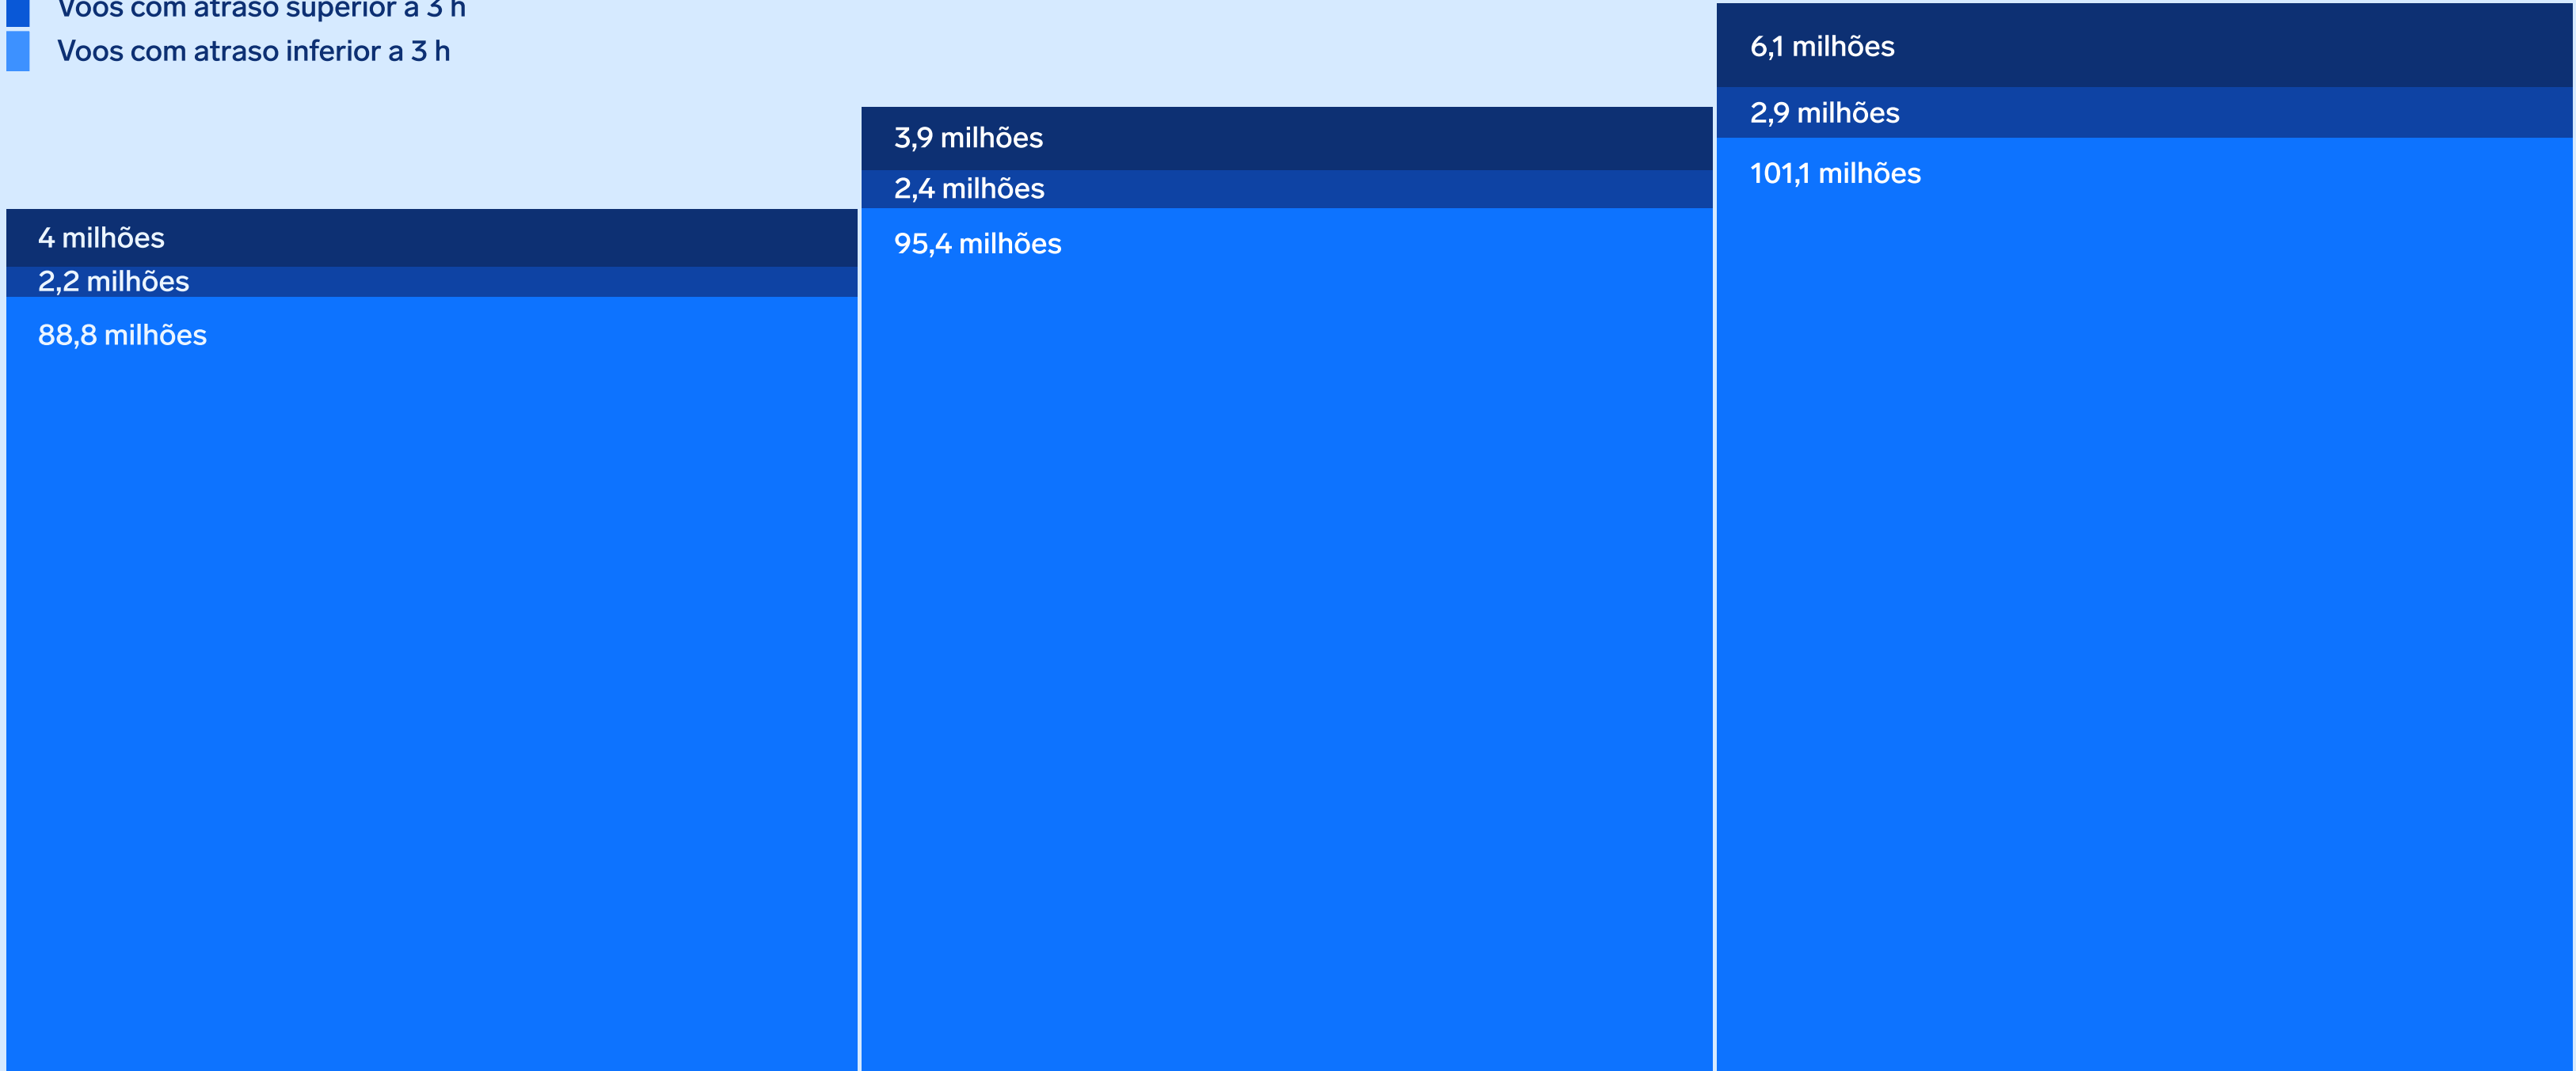 Voos com atraso superior a 3 h
Voos com atraso inferior a 3 h
4 milhões
2,2 milhões
88,8 milhões
3,9 milhões
2,4 milhões
95,4 milhões
6,1 milhões
2,9 milhões
101,1 milhões